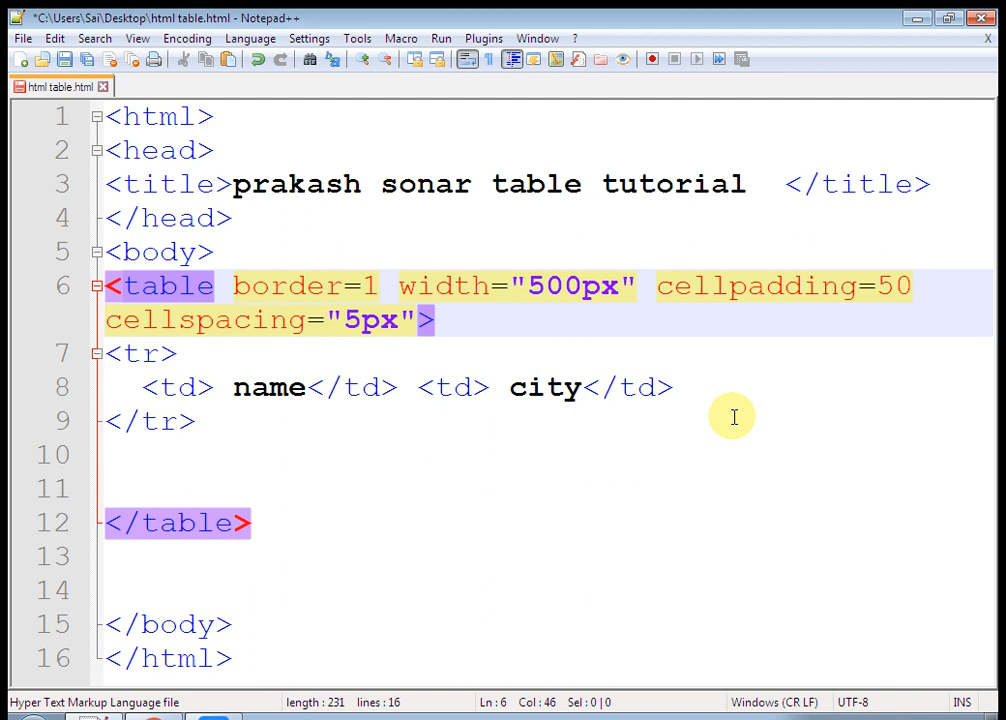 *C:\Users\Sai\Desktop\html table.html - Notepad++
File Edit Search View Encoding Language Settings Tools Macro Run Plugins Window ? X
html table.html
1 <html>
2 <head>
3 <title>prakash sonar table tutorial </title>
4 </head>
5 <body>
6 <table border=1 width="500px" cellpadding=50
cellspacing="5px">
7 <tr>
8 <td> name</td> <td> city</td>
9 </tr>
10
11
12 </table>
13
14
15 </body>
16 </html>
Hyper Text Markup Language file length : 231 lines : 16 Ln : 6 Col : 46 Sel : 0 | 0 Windows (CR LF) UTF-8 INS